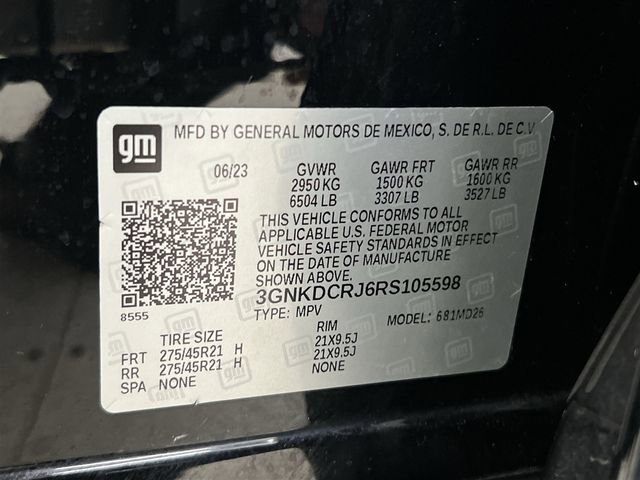 gm MFD BY GENERAL MOTORS DE MEXICO, S. DE R.L. DE C.V.
06/23 GVWR GAWR FRT GAWR RR
2950 KG 1500 KG 1600 KG
6504 LB 3307 LB 3527 LB
THIS VEHICLE CONFORMS TO ALL
APPLICABLE U.S. FEDERAL MOTOR
VEHICLE SAFETY STANDARDS IN EFFECT
ON THE DATE OF MANUFACTURE
SHOWN ABOVE.
3GNKDCRJ6RS105598
8555 TYPE: MPV MODEL: 681MD26
TIRE SIZE RIM
FRT 275/45R21 H 21X9.5J
RR 275/45R21 H 21X9.5J
SPA NONE NONE